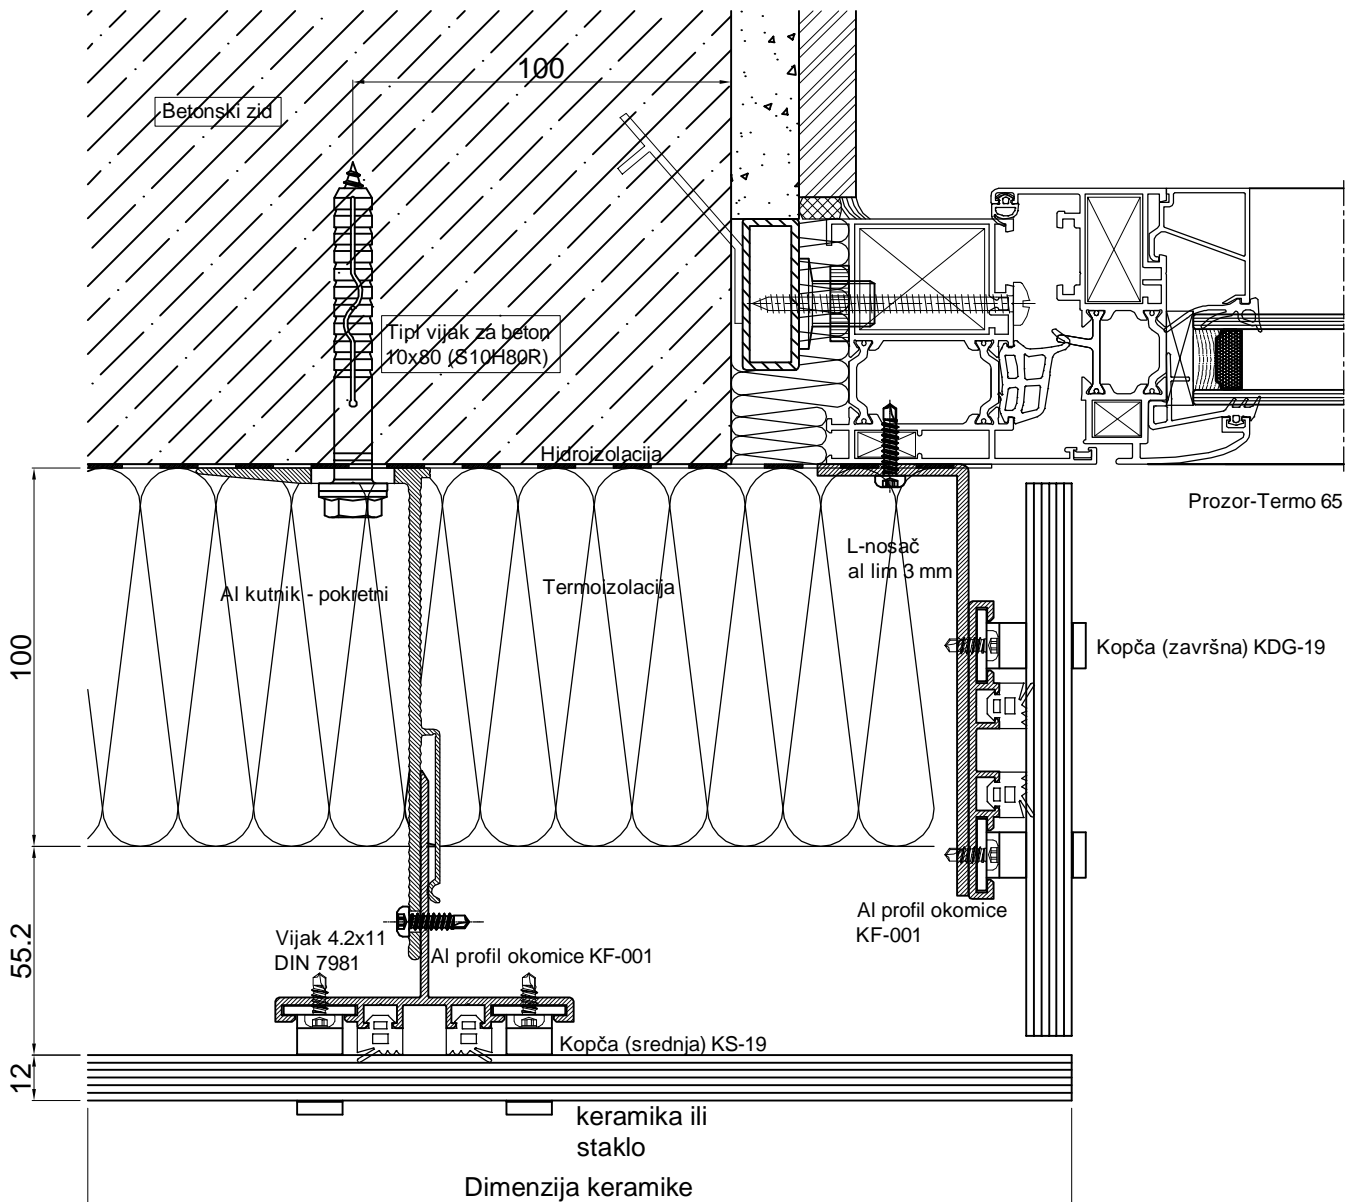 100
Betonski zid
Tipl vijak za beton
10x80 (S10H80R)
Hidroizolacija
Prozor-Termo 65
L-nosač
al lim 3 mm
Al kutnik - pokretni
Termoizolacija
100
Kopča (završna) KDG-19
Al profil okomice
KF-001
55.2
Vijak 4.2x11
DIN 7981
Al profil okomice KF-001
Kopča (srednja) KS-19
12
keramika ili
staklo
Dimenzija keramike